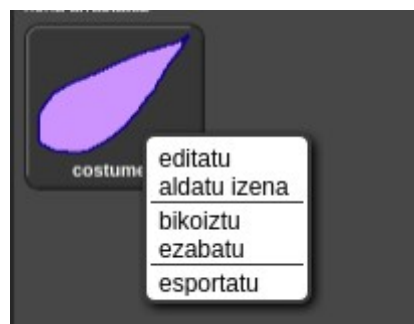 costume
editatu
aldatu izena
bikoiztu
ezabatu
esportatu